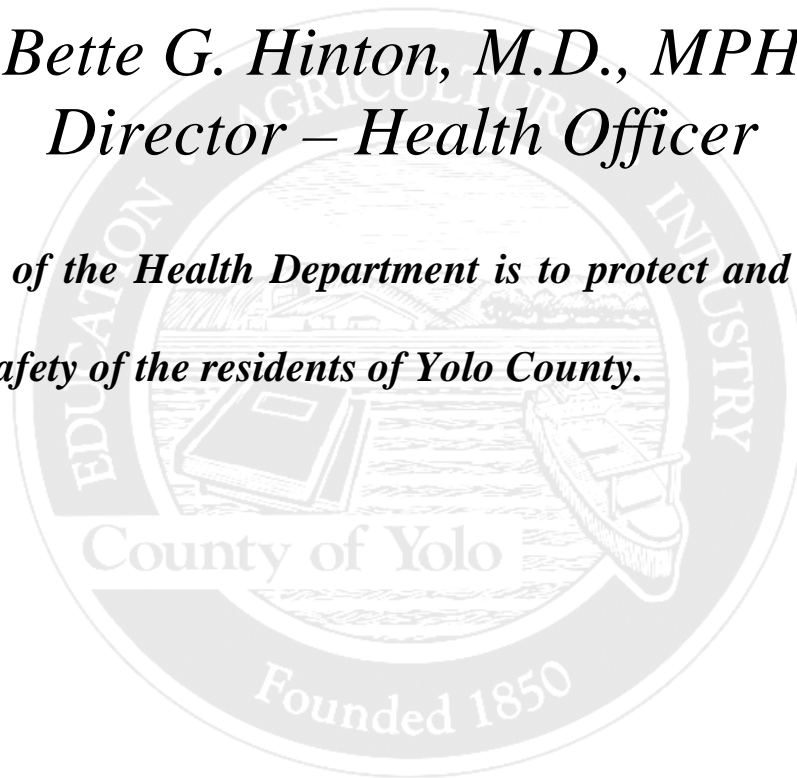 Bette G. Hinton, M.D., MPH
Director – Health Officer
of the Health Department is to protect and
afety of the residents of Yolo County.
EDUCATION • AGRICULTURE • INDUSTRY
County of Yolo
Founded 1850